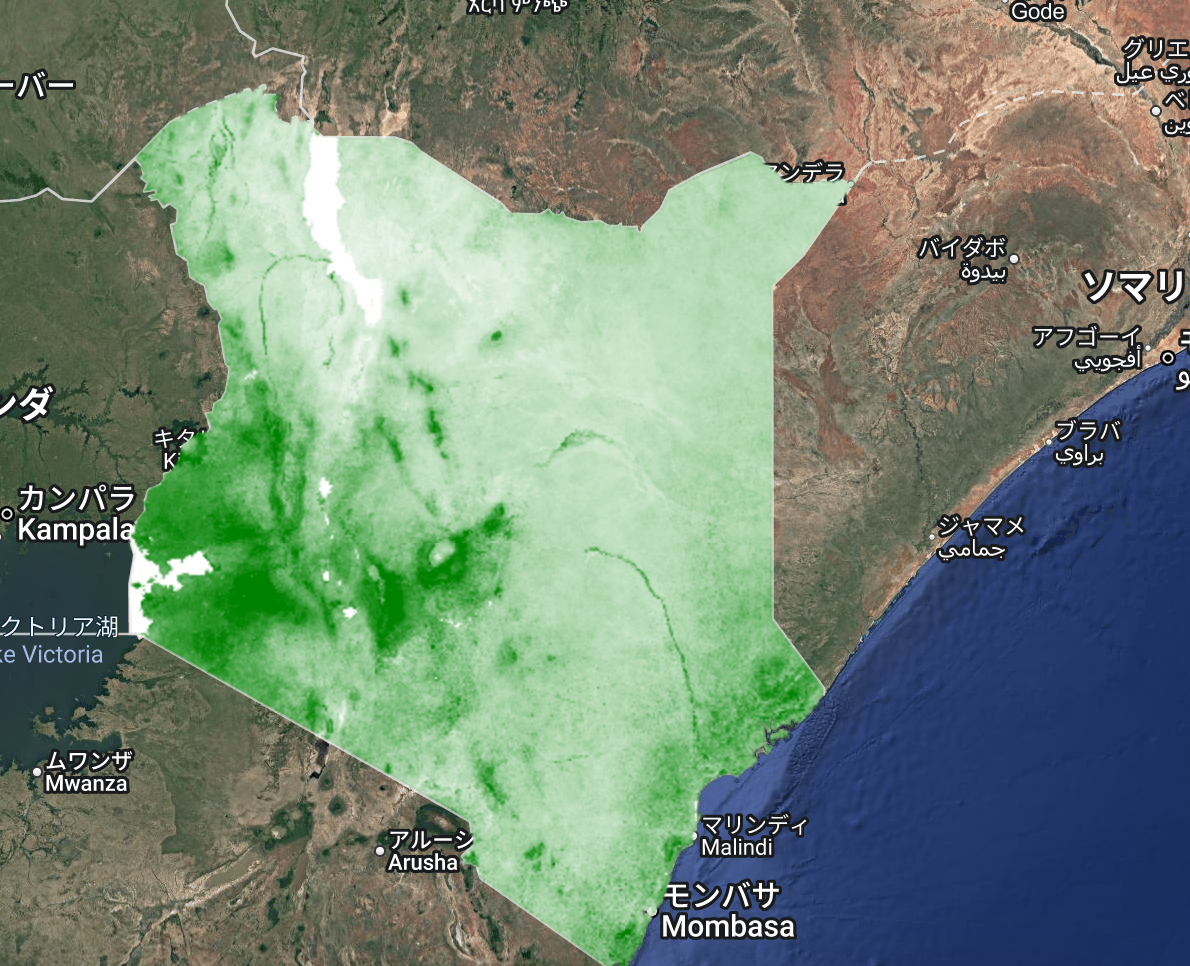 Gode
グリエ
ーバー
ンデラ
バイダボ
بيدوة
ソマリ
アフゴーイ
أفجويي
ンダ
ブラバ
براوي
キタ
カンパラ
Kampala
ジャマメ
جمامي
クトリア湖
ke Victoria
ムワンザ
Mwanza
マリンディ
Malindi
アルーシ
Arusha
モンバサ
Mombasa